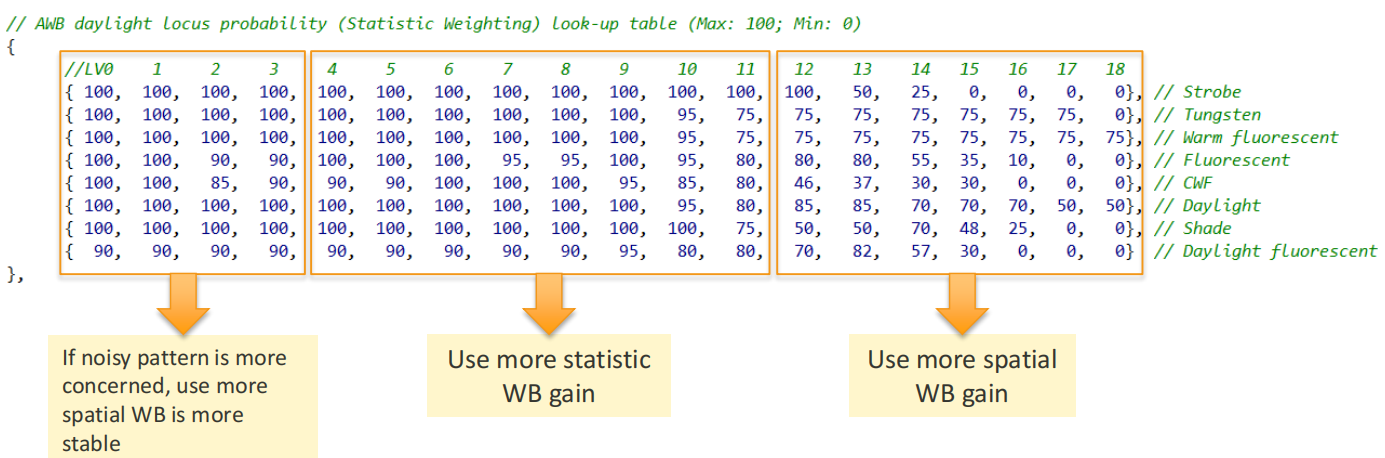 // AWB daylight locus probability (Statistic Weighting) look-up table (Max: 100; Min: 0)
{
//LV0 1 2 3 4 5 6 7 8 9 10 11 12 13 14 15 16 17 18
{ 100, 100, 100, 100, 100, 100, 100, 100, 100, 100, 100, 100, 100, 50, 25, 0, 0, 0, 0}, // Strobe
{ 100, 100, 100, 100, 100, 100, 100, 100, 100, 100, 95, 75, 75, 75, 75, 75, 75, 75, 0}, // Tungsten
{ 100, 100, 100, 100, 100, 100, 100, 100, 100, 100, 95, 75, 75, 75, 75, 75, 75, 75, 75}, // Warm fluorescent
{ 100, 100, 90, 90, 100, 100, 100, 95, 95, 100, 95, 80, 80, 80, 55, 35, 10, 0, 0}, // Fluorescent
{ 100, 100, 85, 90, 90, 90, 100, 100, 100, 95, 85, 80, 46, 37, 30, 30, 0, 0, 0}, // CWF
{ 100, 100, 100, 100, 100, 100, 100, 100, 100, 100, 95, 80, 85, 85, 70, 70, 70, 50, 50}, // Daylight
{ 100, 100, 100, 100, 100, 100, 100, 100, 100, 100, 100, 75, 50, 50, 70, 48, 25, 0, 0}, // Shade
{ 90, 90, 90, 90, 90, 90, 90, 90, 90, 95, 80, 80, 70, 82, 57, 30, 0, 0, 0} // Daylight fluorescent
},
If noisy pattern is more
concerned, use more
spatial WB is more
stable
Use more statistic
WB gain
Use more spatial
WB gain